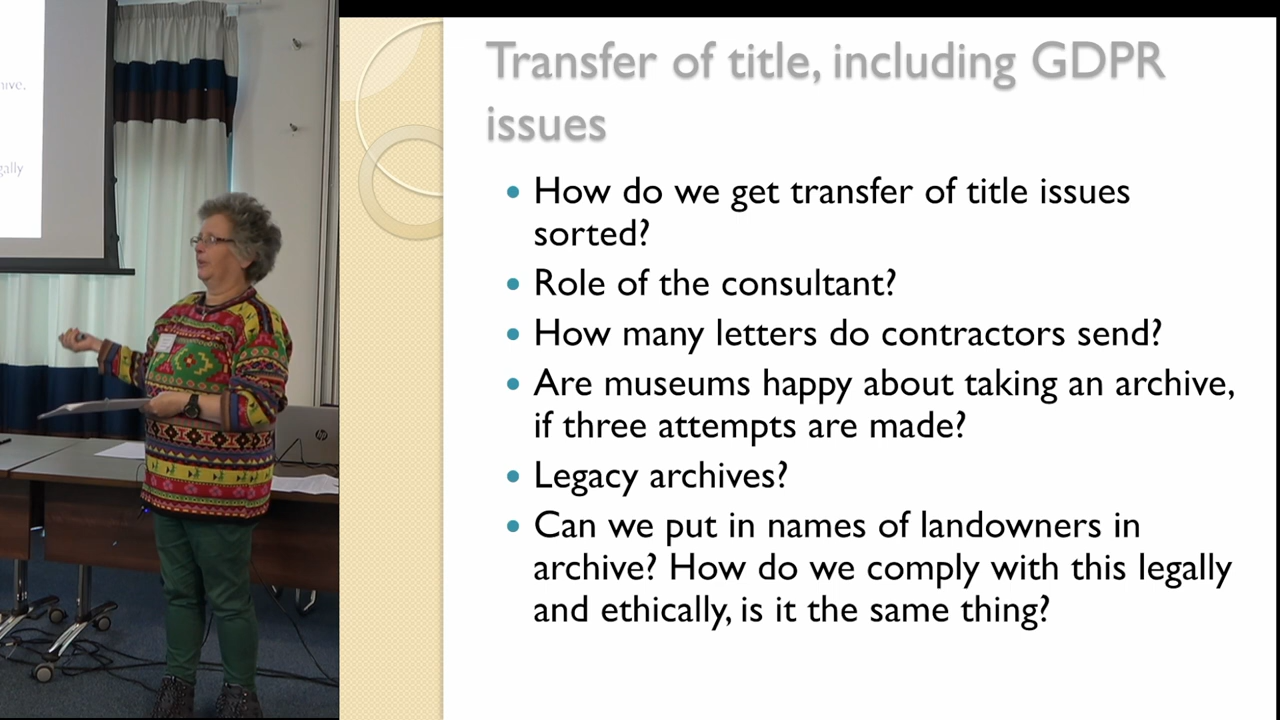 hive.
gally
hp
Transfer of title, including GDPR
issues
• How do we get transfer of title issues
sorted?
• Role of the consultant?
• How many letters do contractors send?
• Are museums happy about taking an archive,
if three attempts are made?
• Legacy archives?
• Can we put in names of landowners in
archive? How do we comply with this legally
and ethically, is it the same thing?